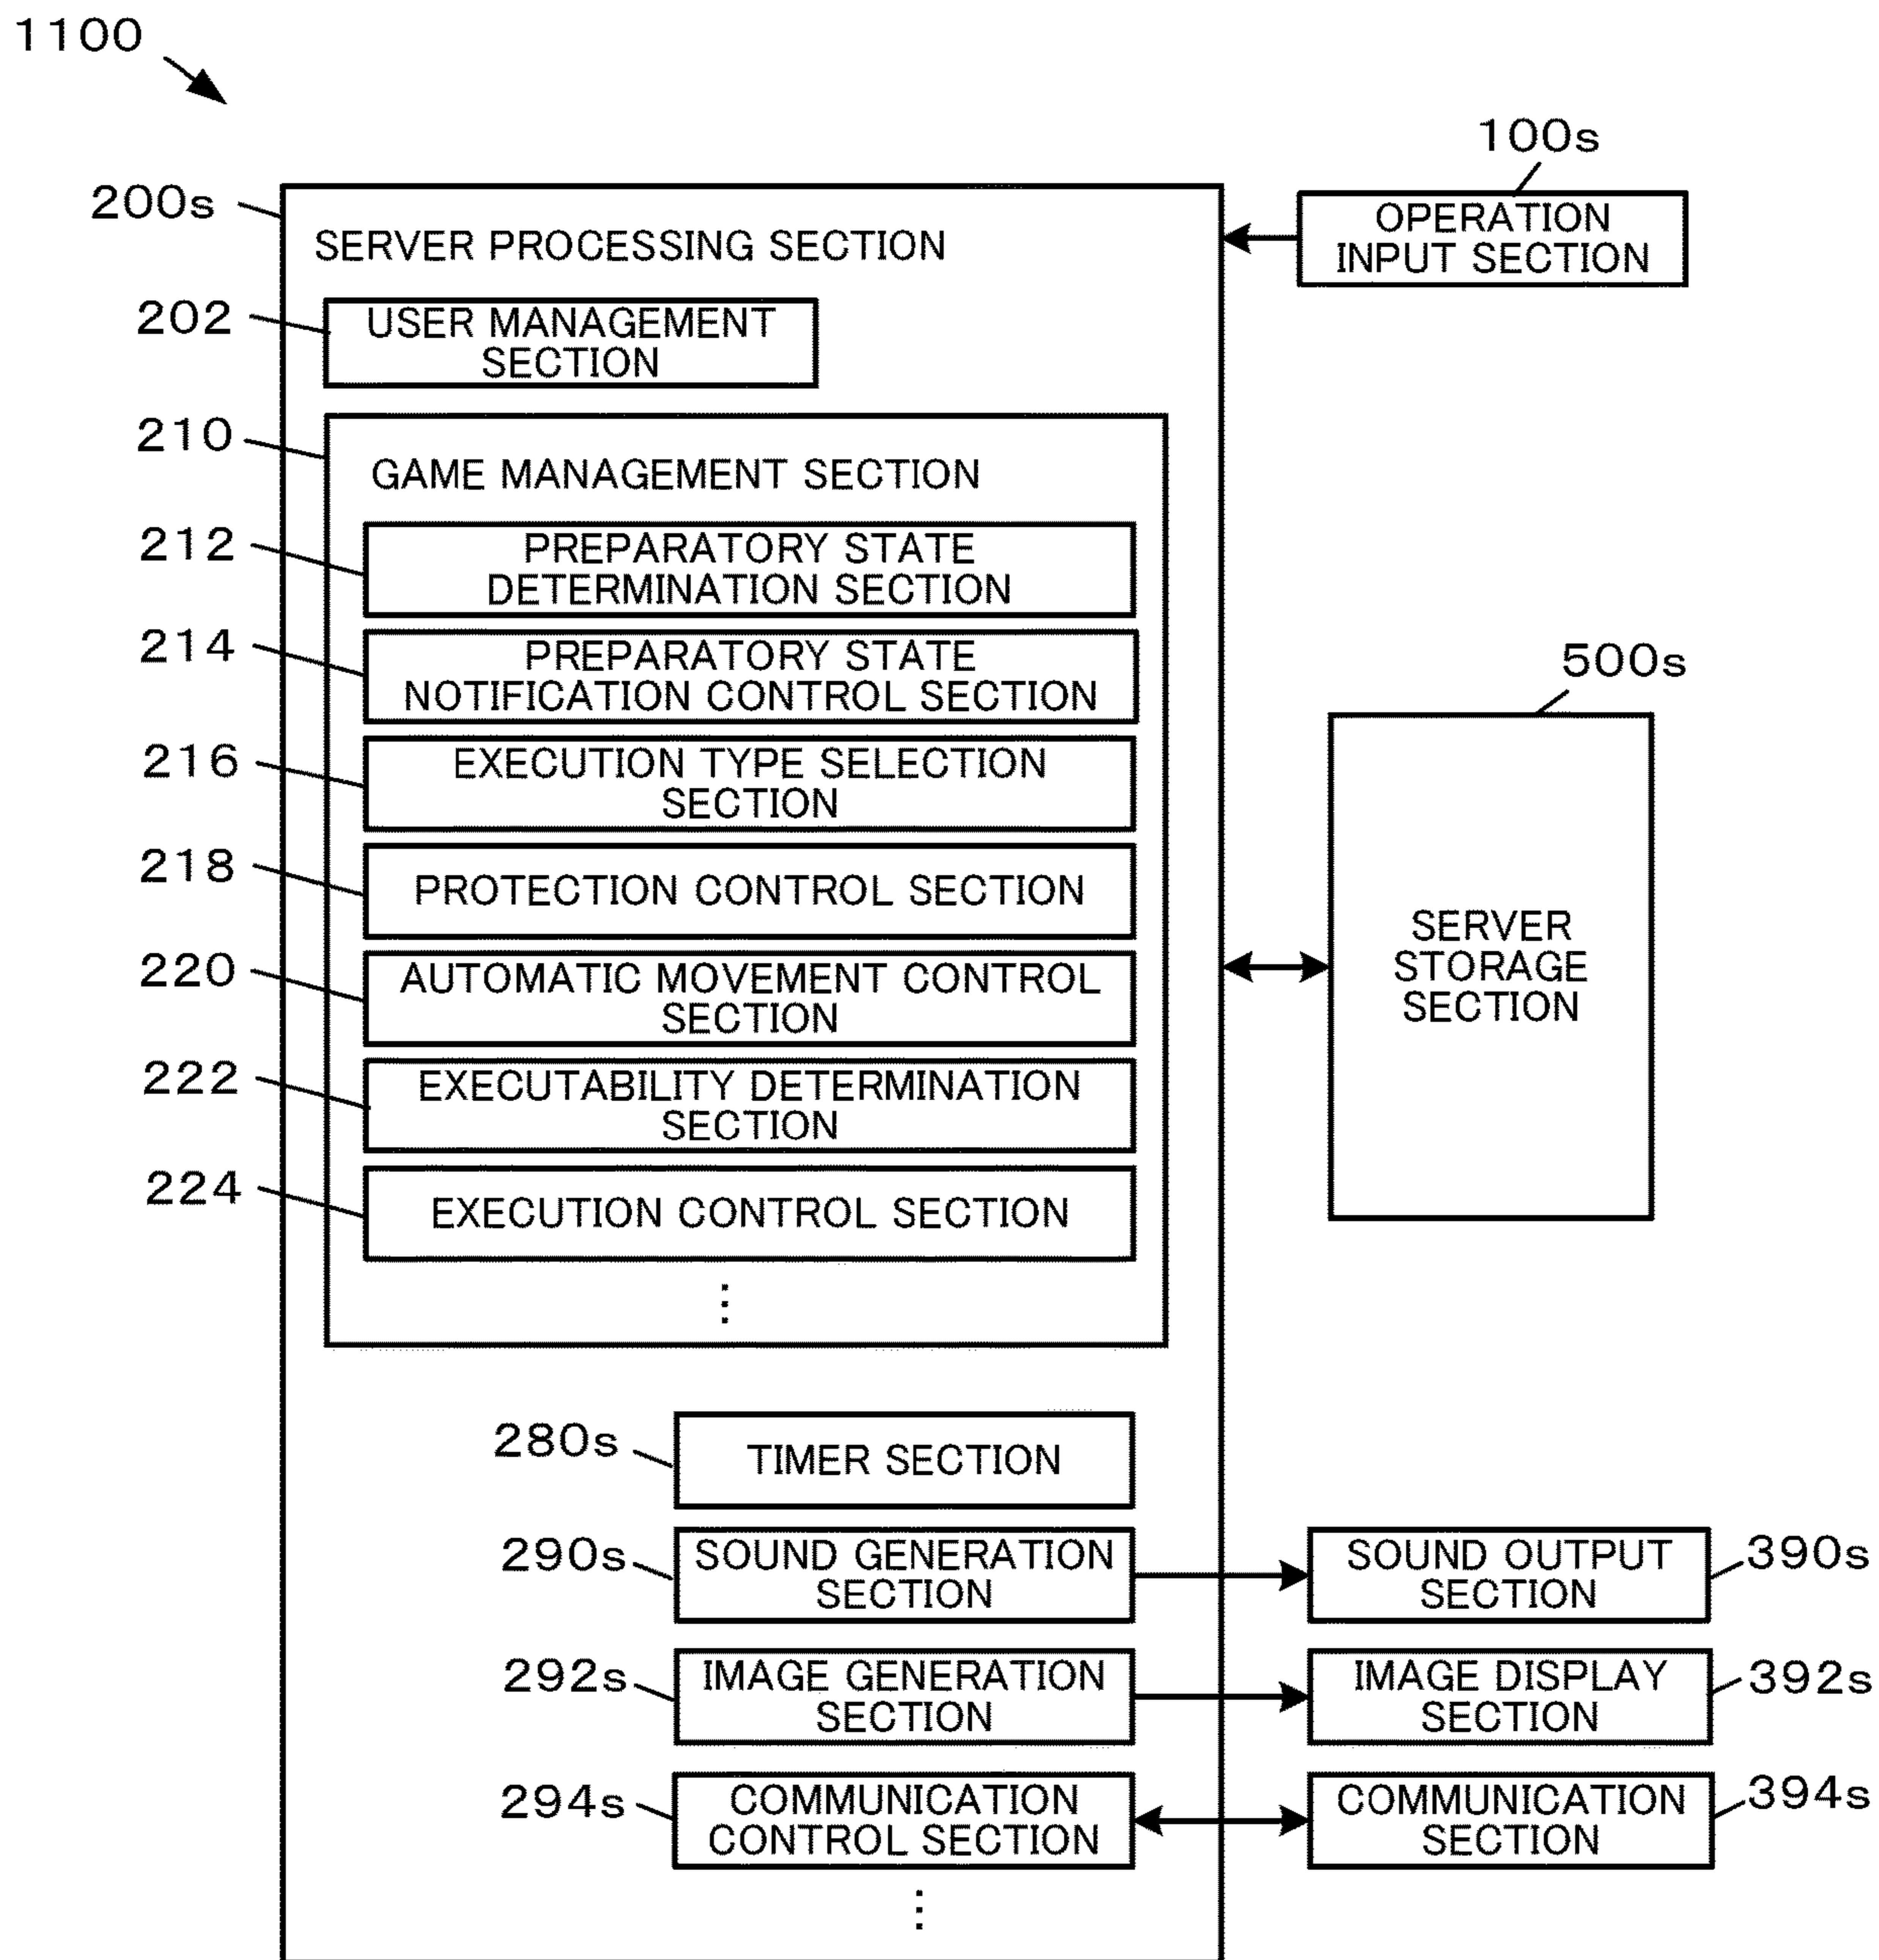 1100
100s
OPERATION
INPUT SECTION
200s
SERVER PROCESSING SECTION
202
USER MANAGEMENT
SECTION
210
GAME MANAGEMENT SECTION
212
PREPARATORY STATE
DETERMINATION SECTION
214
PREPARATORY STATE
NOTIFICATION CONTROL SECTION
216
EXECUTION TYPE SELECTION
SECTION
218
PROTECTION CONTROL SECTION
220
AUTOMATIC MOVEMENT CONTROL
SECTION
222
EXECUTABILITY DETERMINATION
SECTION
224
EXECUTION CONTROL SECTION
500s
SERVER
STORAGE
SECTION
280s
TIMER SECTION
290s
SOUND GENERATION
SECTION
SOUND OUTPUT
SECTION
390s
292s
IMAGE GENERATION
SECTION
IMAGE DISPLAY
SECTION
392s
294s
COMMUNICATION
CONTROL SECTION
COMMUNICATION
SECTION
394s